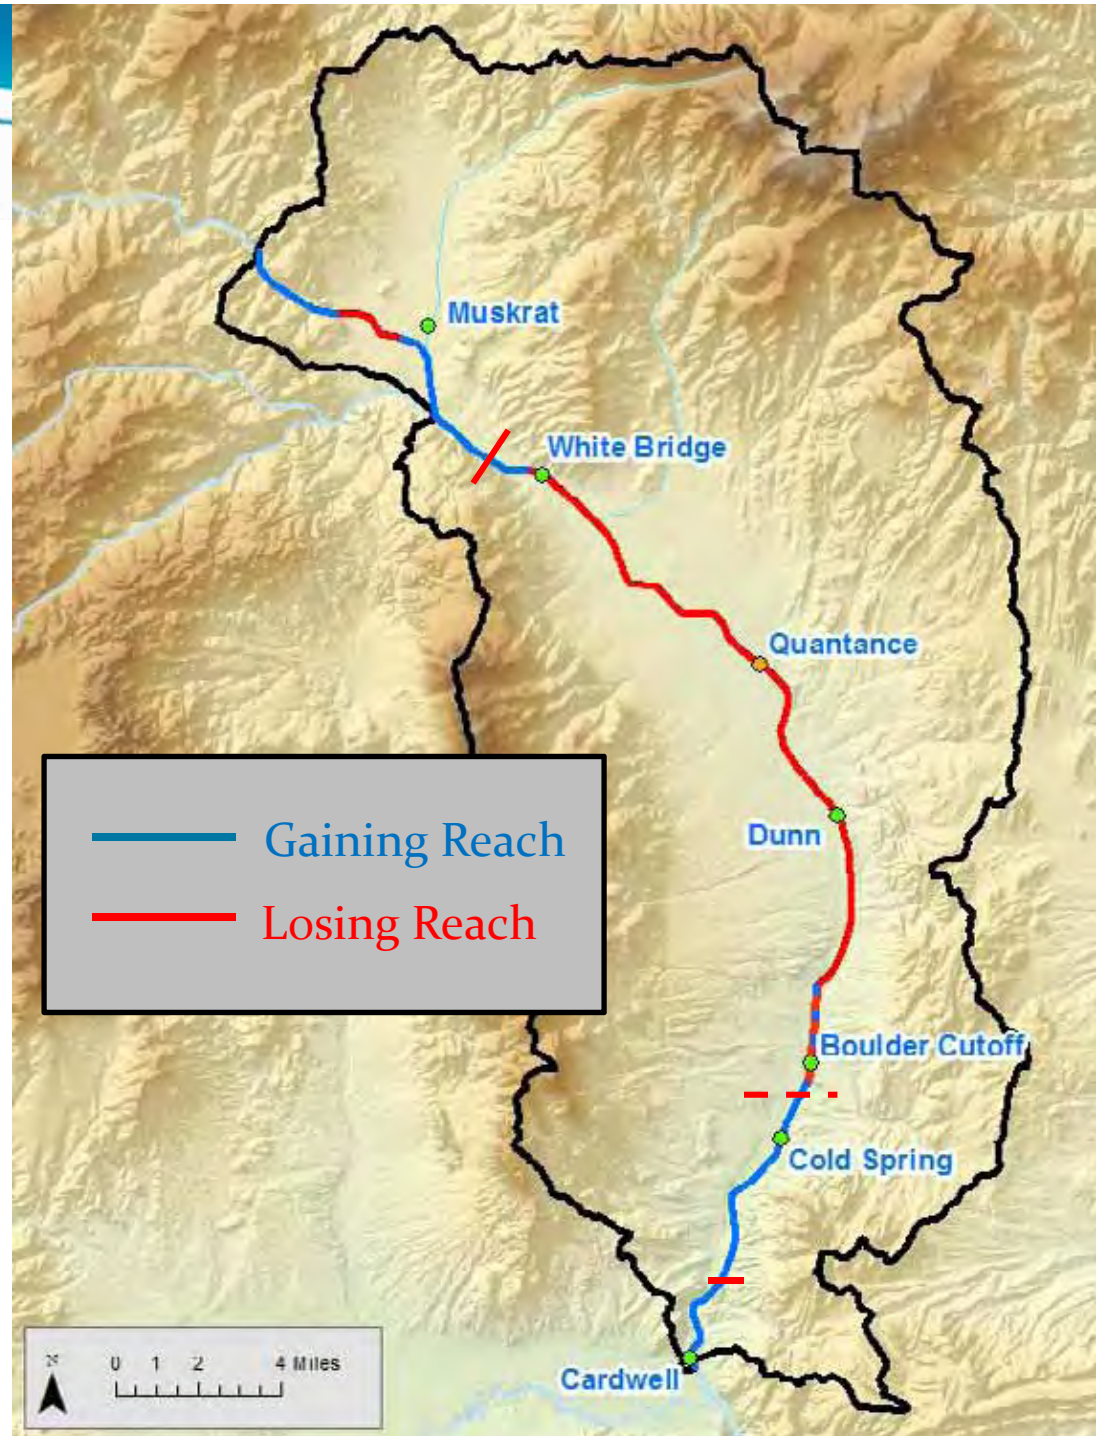 Muskrat
White Bridge
Quantance
Dunn
Gaining Reach
Losing Reach
Boulder Cutoff
Cold Spring
Cardwell
N
0 1 2 4 Miles